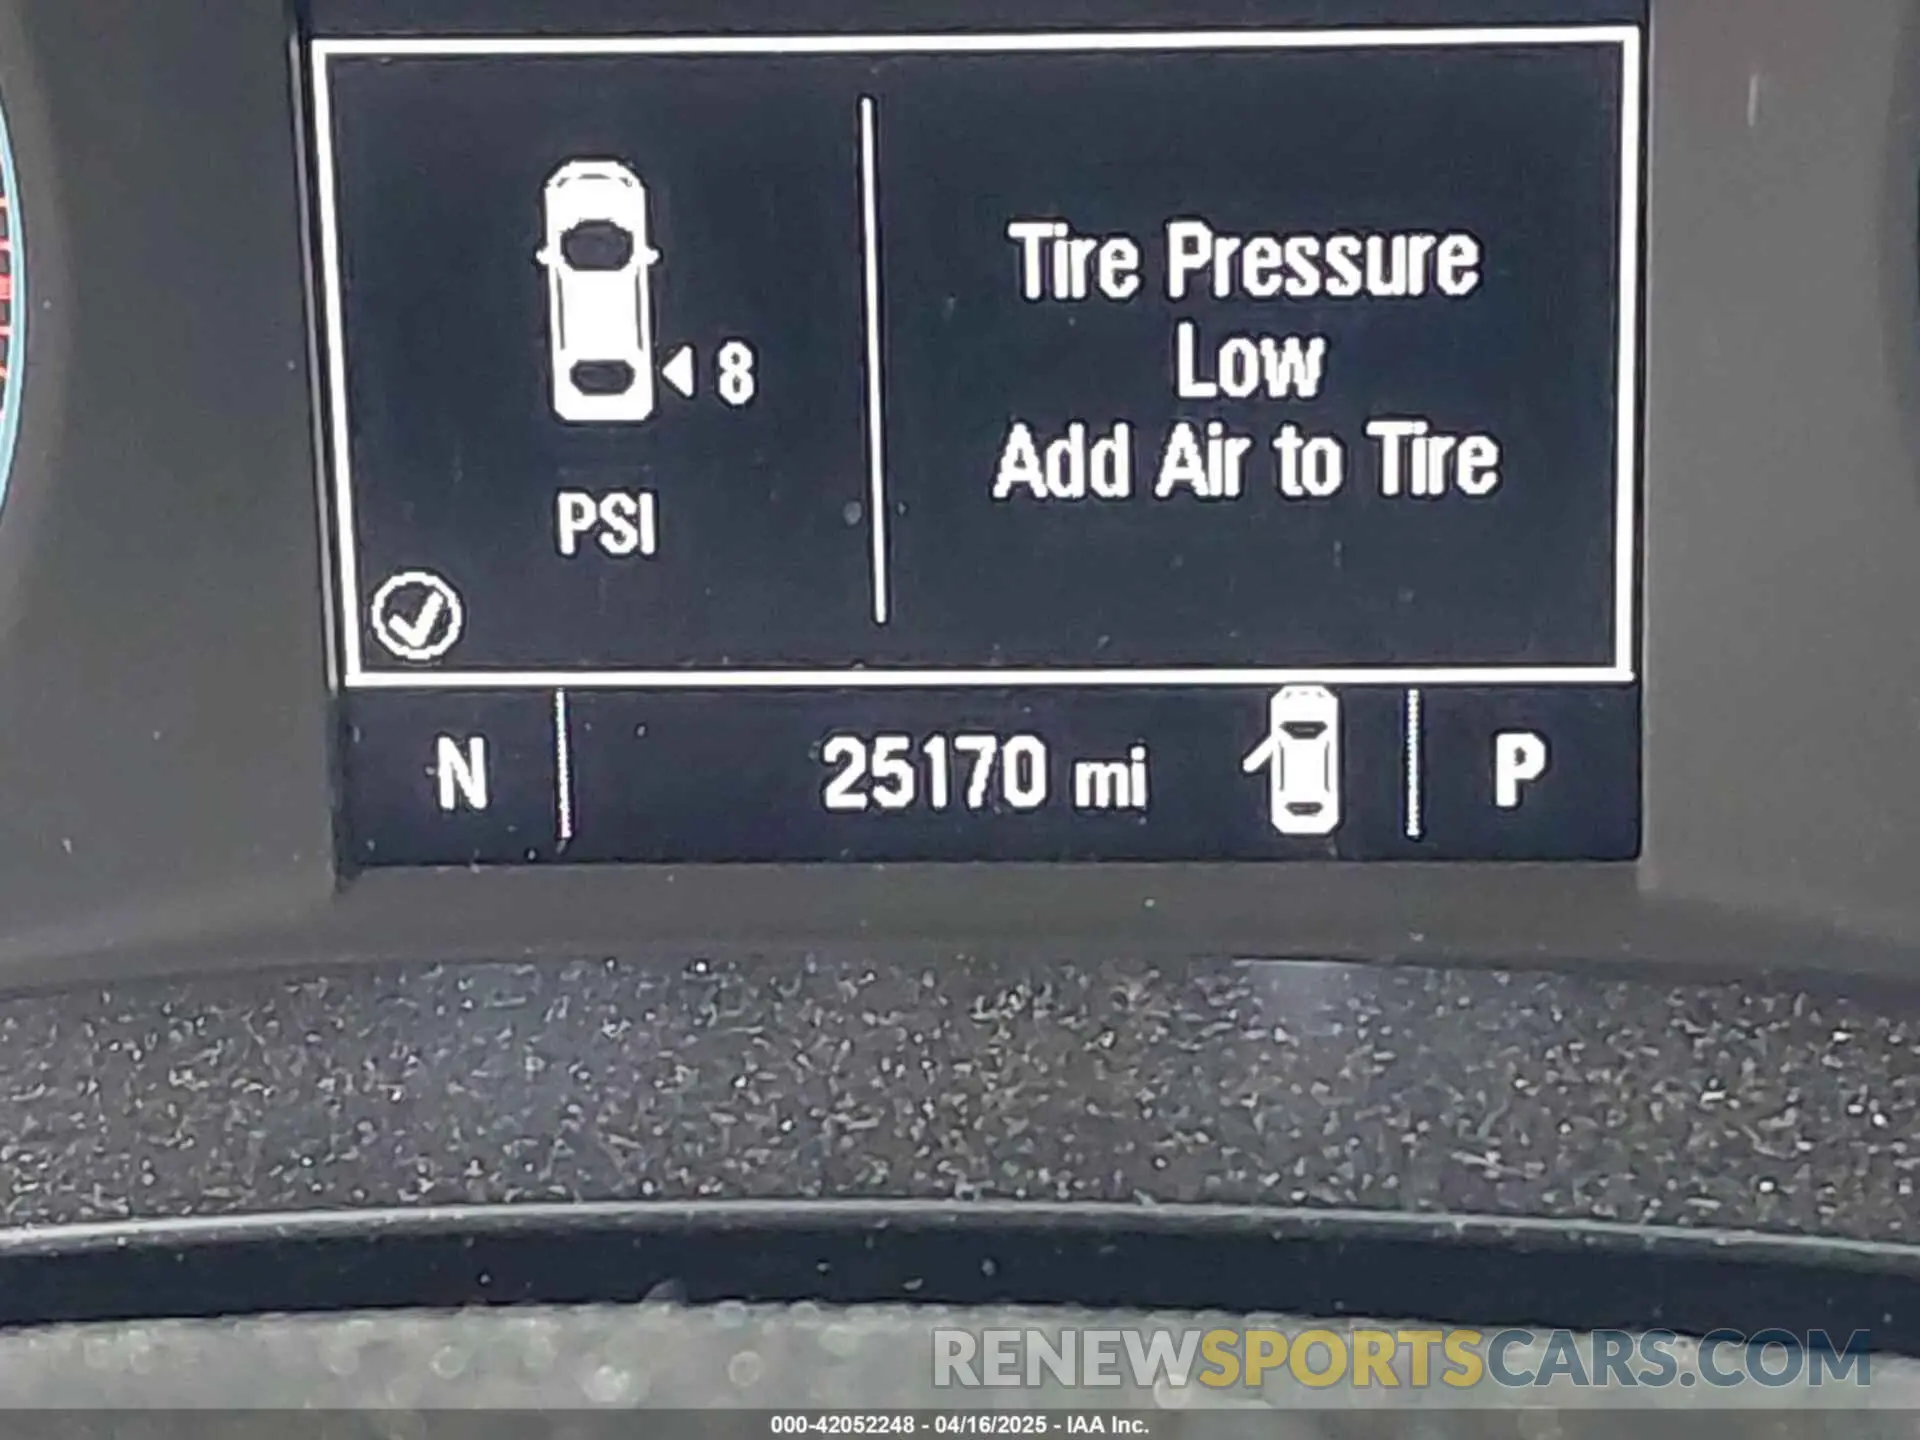 Tire Pressure
Low
Add Air to Tire
8
PSI
N
25170 mi
P
RENEWSPORTSCARS.COM
000-42052248 - 04/16/2025 - IAA Inc.